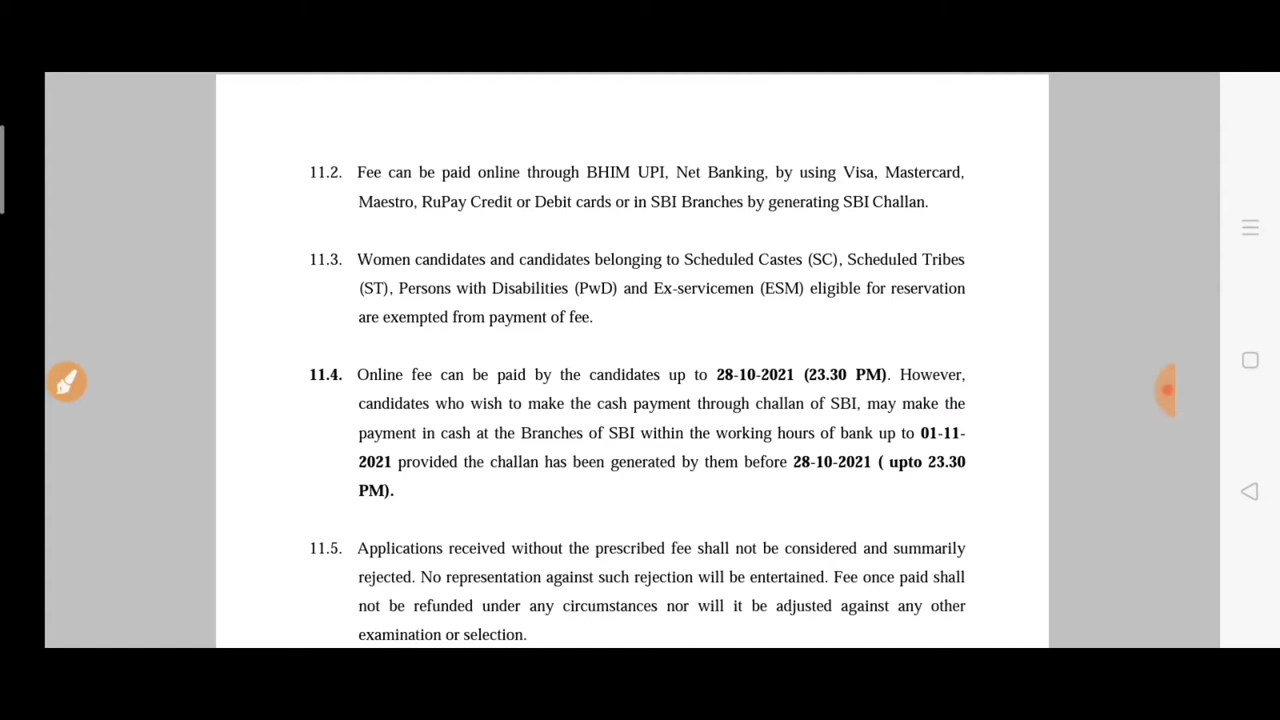 11.2. Fee can be paid online through BHIM UPI, Net Banking, by using Visa, Mastercard,
Maestro, RuPay Credit or Debit cards or in SBI Branches by generating SBI Challan.
11.3. Women candidates and candidates belonging to Scheduled Castes (SC), Scheduled Tribes
(ST), Persons with Disabilities (PwD) and Ex-servicemen (ESM) eligible for reservation
are exempted from payment of fee.
11.4. Online fee can be paid by the candidates up to 28-10-2021 (23.30 PM). However,
candidates who wish to make the cash payment through challan of SBI, may make the
payment in cash at the Branches of SBI within the working hours of bank up to 01-11-
2021 provided the challan has been generated by them before 28-10-2021 ( upto 23.30
PM).
11.5. Applications received without the prescribed fee shall not be considered and summarily
rejected. No representation against such rejection will be entertained. Fee once paid shall
not be refunded under any circumstances nor will it be adjusted against any other
examination or selection.